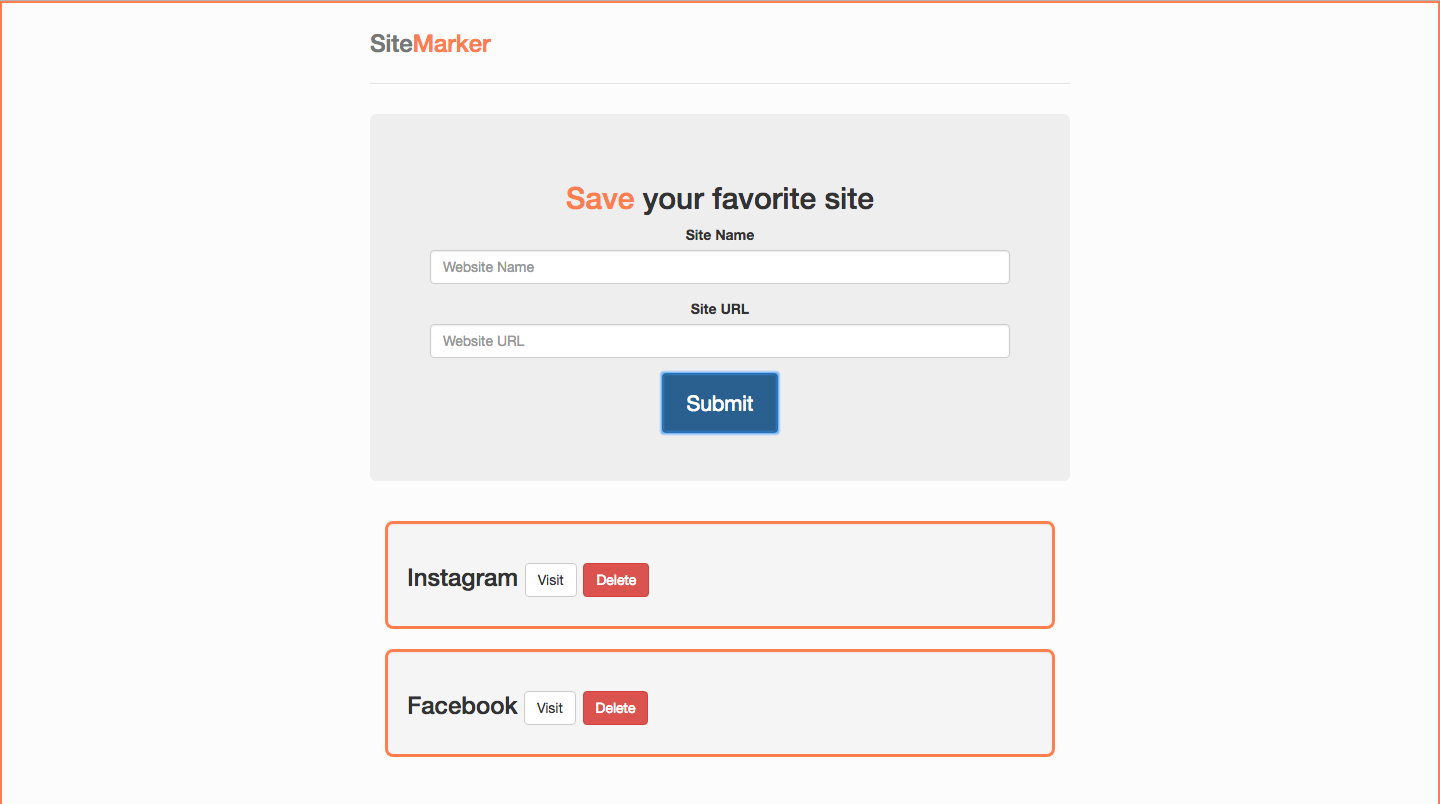 SiteMarker
Save your favorite site
Site Name
Website Name
Site URL
Website URL
Submit
Instagram Visit Delete
Facebook Visit Delete